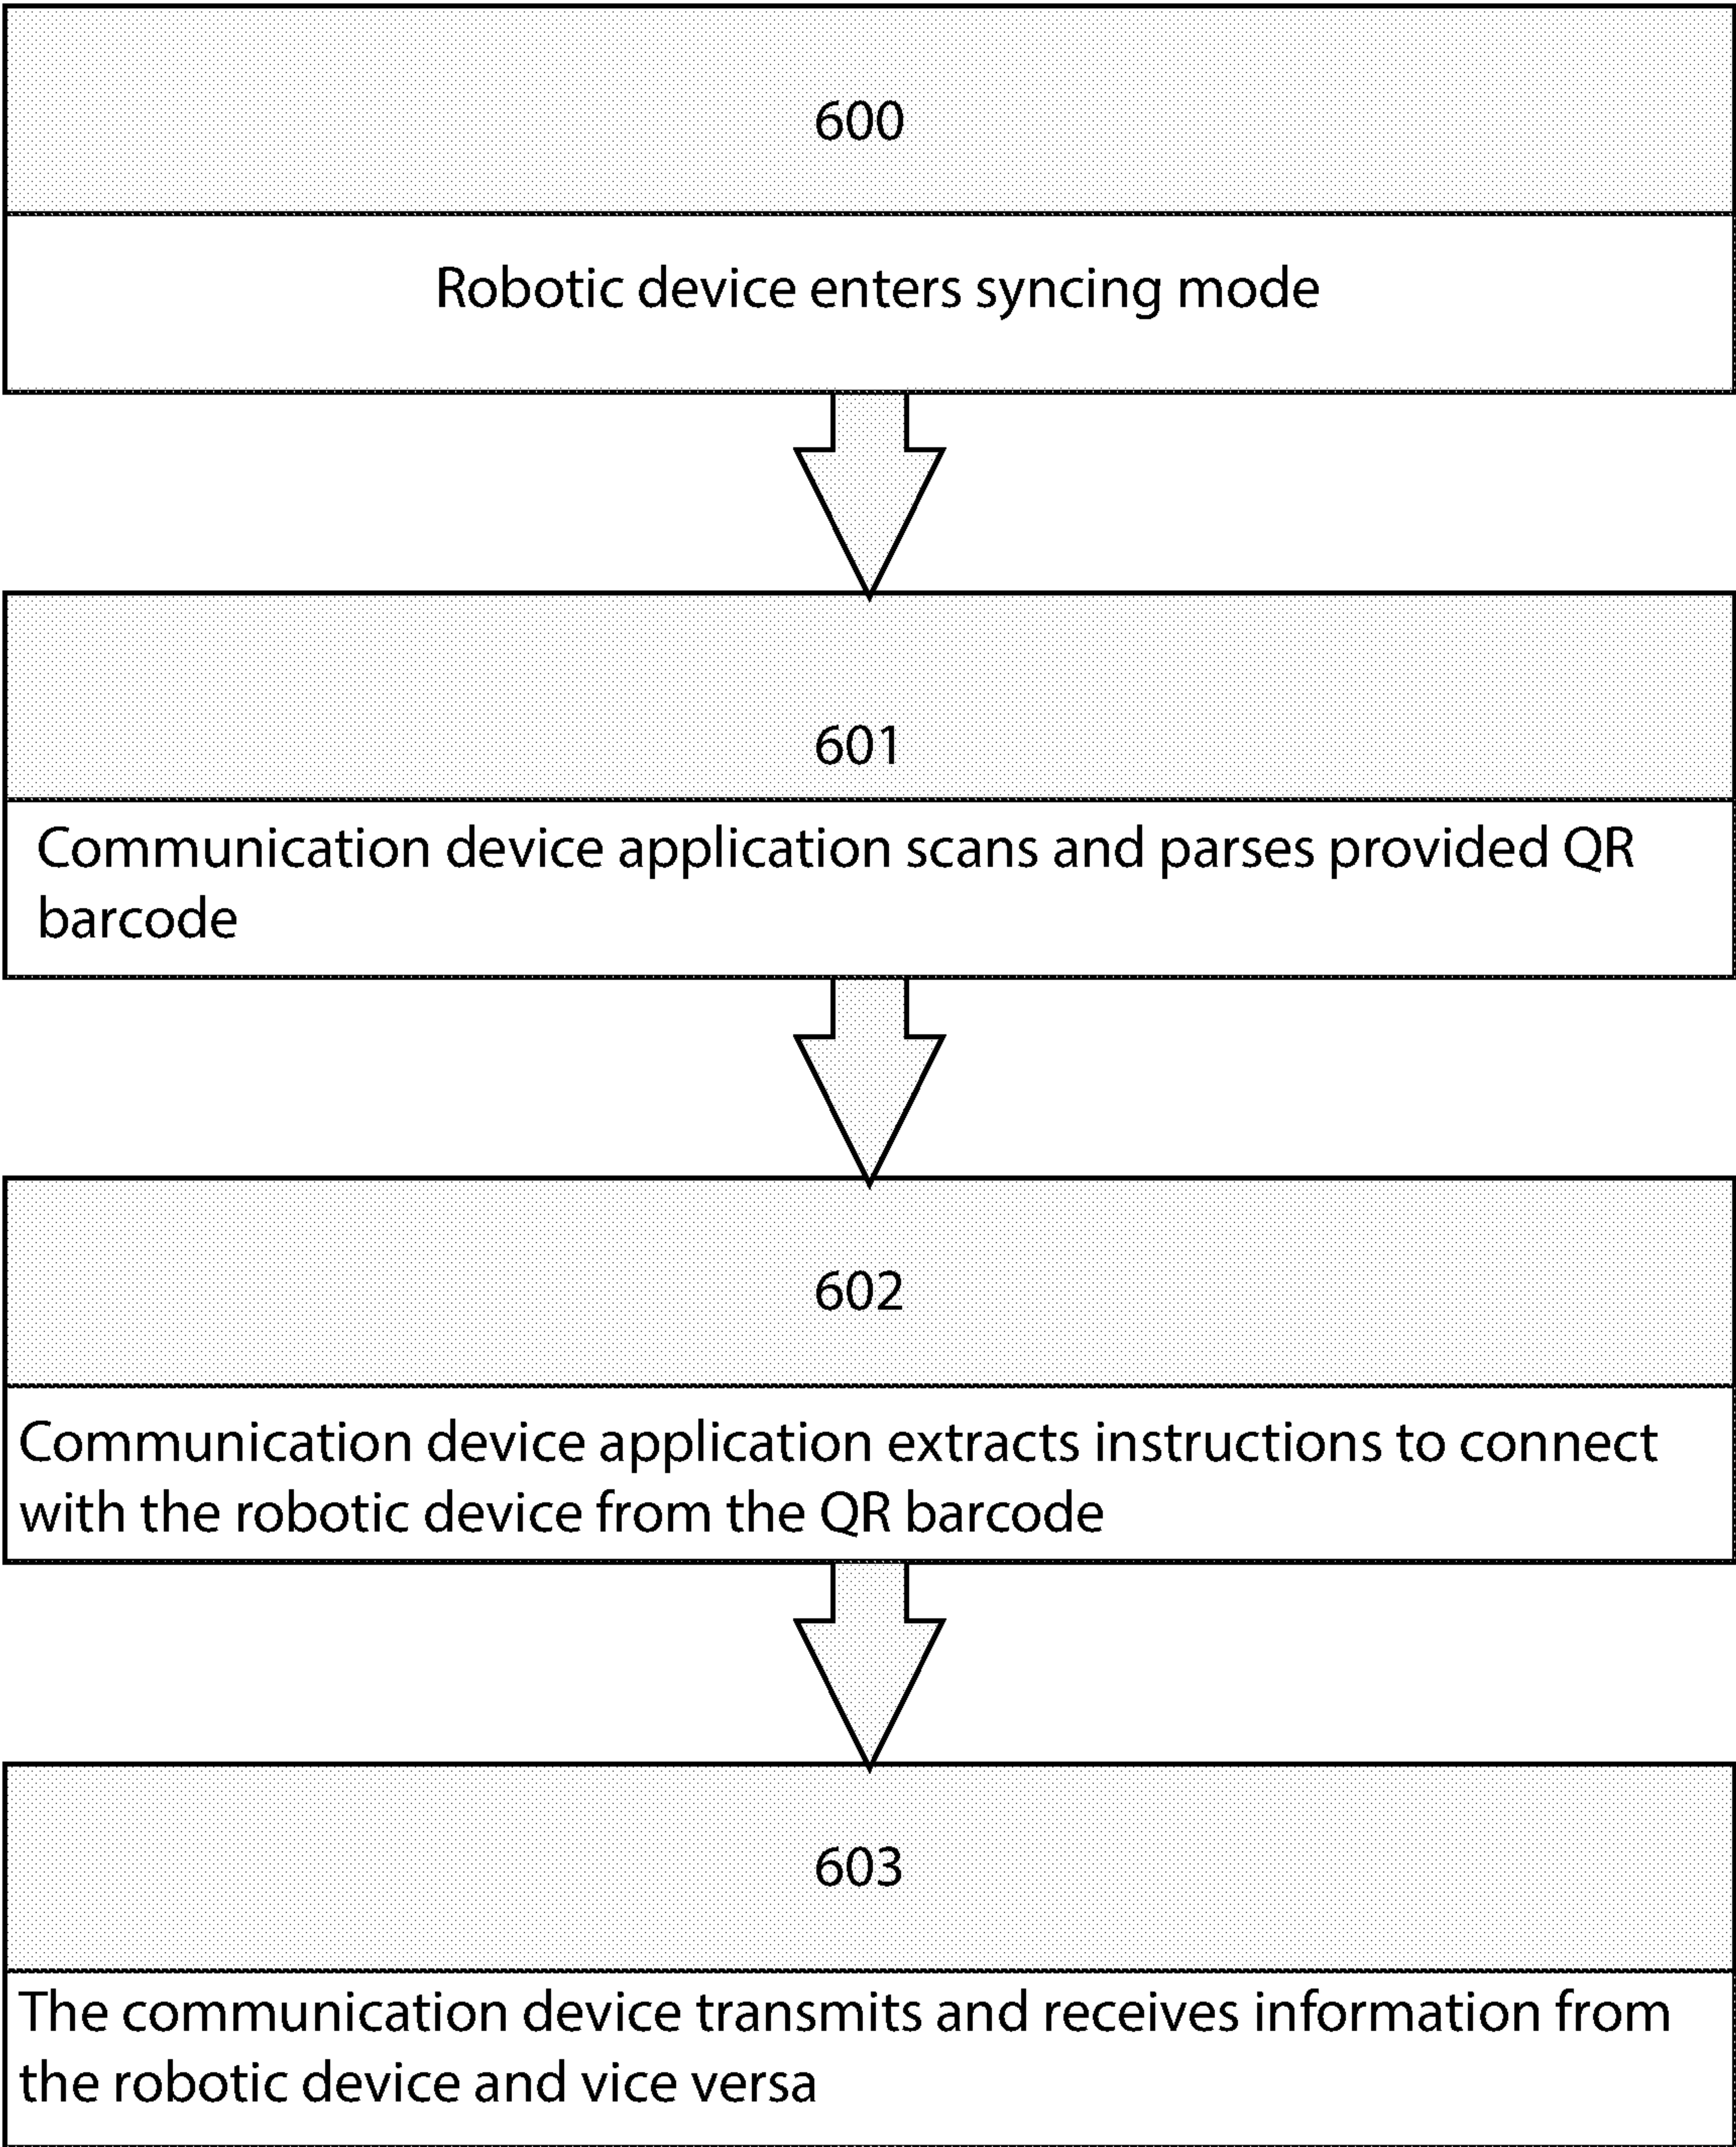 600
Robotic device enters syncing mode
601
Communication device application scans and parses provided QR
barcode
602
Communication device application extracts instructions to connect
with the robotic device from the QR barcode
603
The communication device transmits and receives information from
the robotic device and vice versa